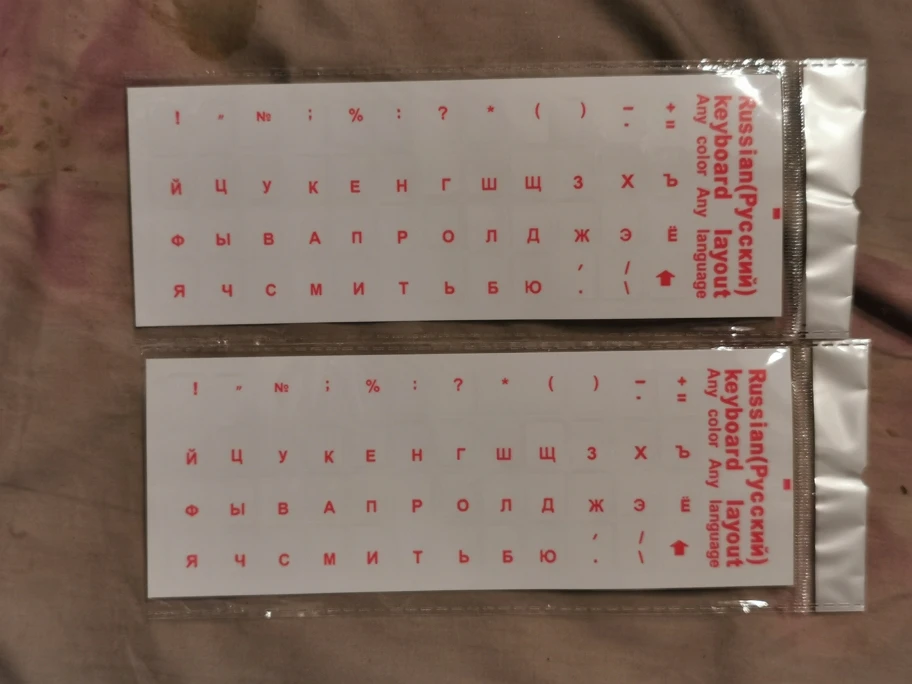 ! " № ; % : ? * ( ) - . + =
Й Ц У К Е Н Г Ш Щ З Х Ъ
Ф Ы В А П Р О Л Д Ж Э Ё
Я Ч С М И Т Ь Б Ю , . / \
Russian(Русский)
keyboard layout
Any color Any language
! " № ; % : ? * ( ) - . + =
Й Ц У К Е Н Г Ш Щ З Х Ъ
Ф Ы В А П Р О Л Д Ж Э Ё
Я Ч С М И Т Ь Б Ю , . / \
Russian(Русский)
keyboard layout
Any color Any language